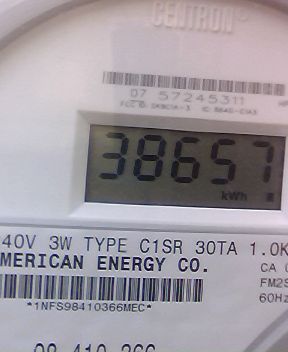 CENTRON®
07 57245311
38657
kWh
40V 3W TYPE C1SR 30TA 1.0K
MERICAN ENERGY CO.
CA
FM2S
60Hz
*1NFS98410366MEC*